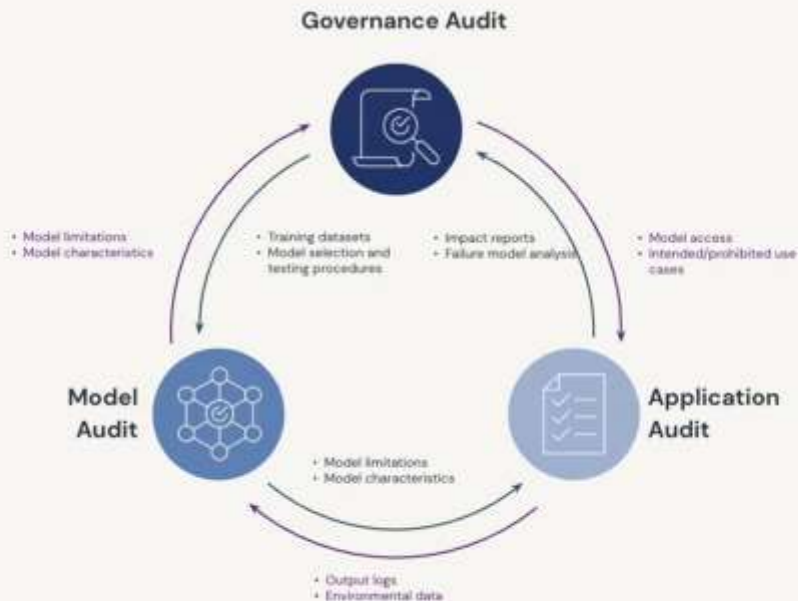 Governance Audit
• Model limitations
• Model characteristics
• Training datasets
• Model selection and
testing procedures
• Impact reports
• Failure model analysis
• Model access
• Intended/prohibited use
cases
Model
Audit
Application
Audit
• Model limitations
• Model characteristics
• Output logs
• Environmental data